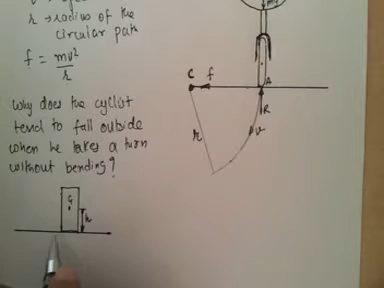 r → radius of the
circular path
f = mv²/r
Why does the cyclist
tend to fall outside
when he takes a turn
without bending?
G
h
C
f
A
R
r
v